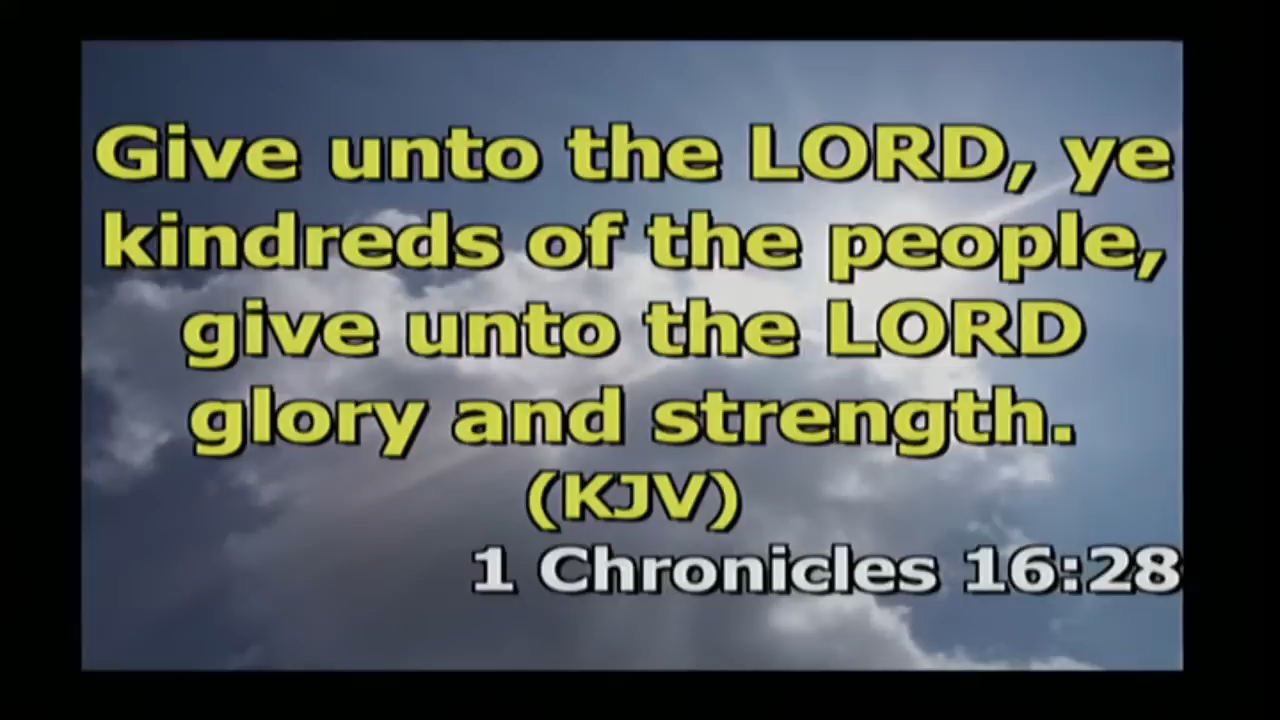 Give unto the LORD, ye
kindreds of the people,
give unto the LORD
glory and strength.
(KJV)
1 Chronicles 16:28